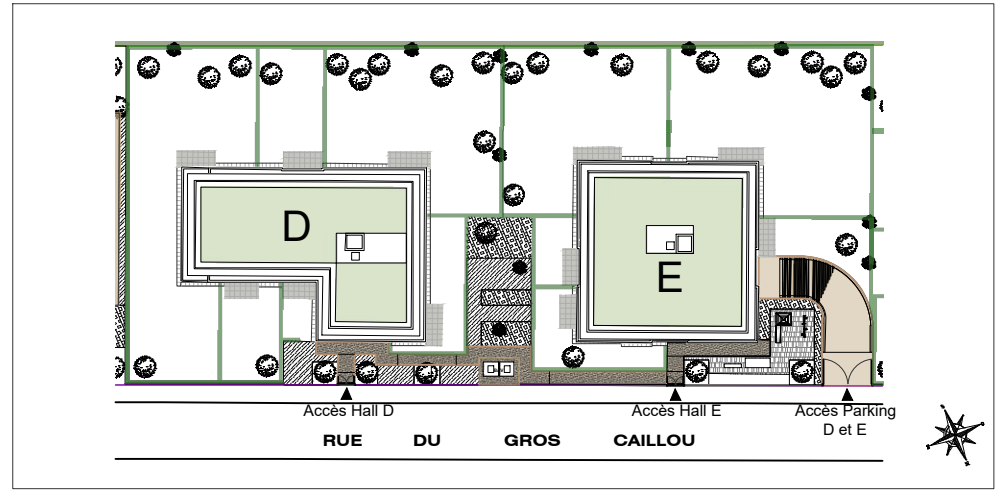 D
E
Accès Hall D
Accès Hall E
Accès Parking
D et E
RUE DU GROS CAILLOU